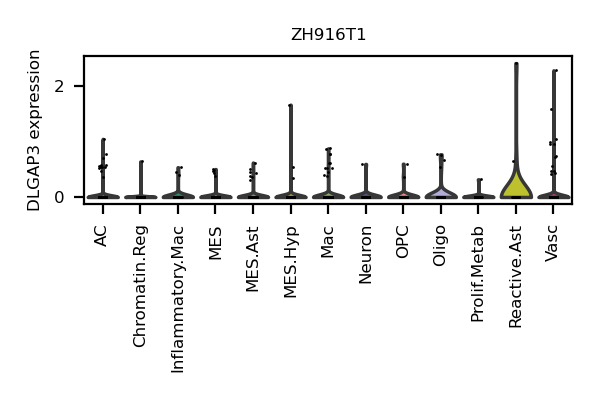 ZH916T1
DLGAP3 expression
2
0
AC
Chromatin.Reg
Inflammatory.Mac
MES
MES.Ast
MES.Hyp
Mac
Neuron
OPC
Oligo
Prolif.Metab
Reactive.Ast
Vasc